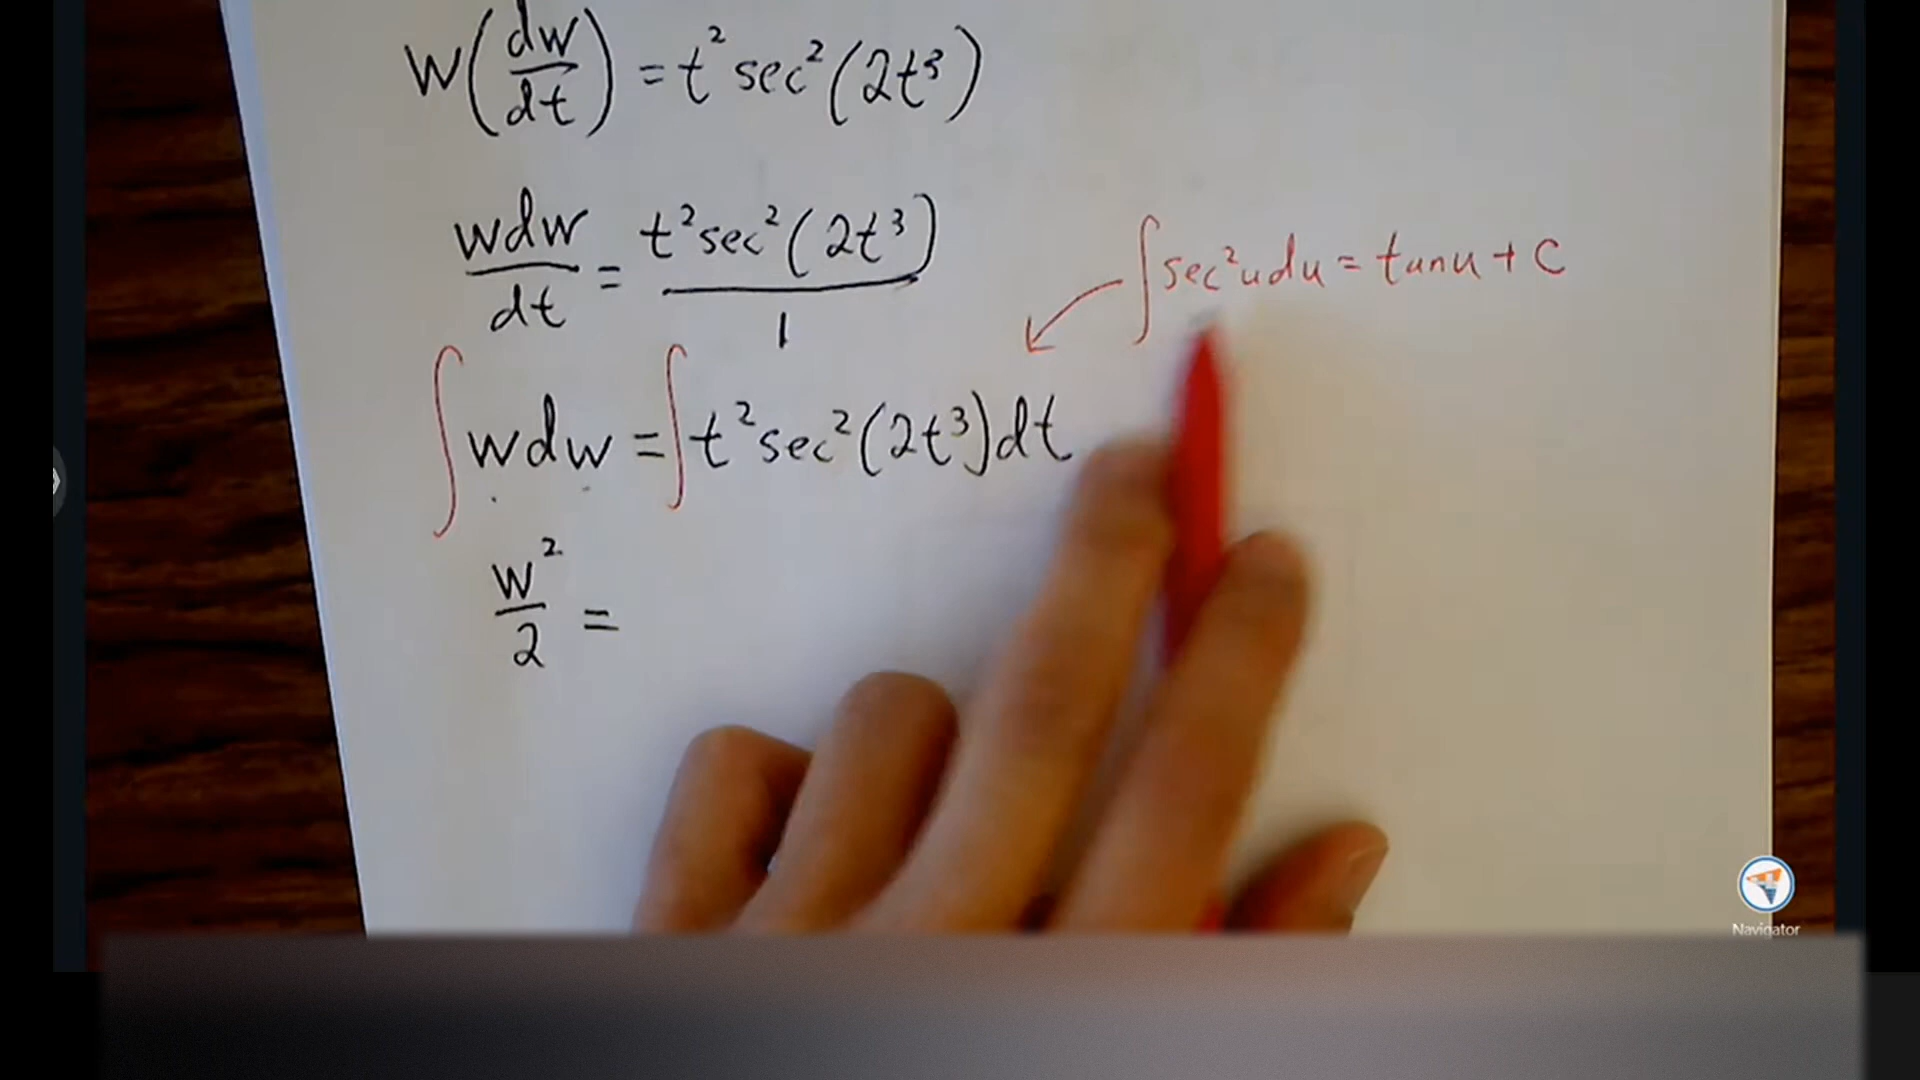 w(dw/dt) = t² sec²(2t³)
wdw/dt = t² sec²(2t³)/1
∫sec²u du = tan u + C
∫wdw = ∫t² sec²(2t³)dt
w²/2 =
Navigator